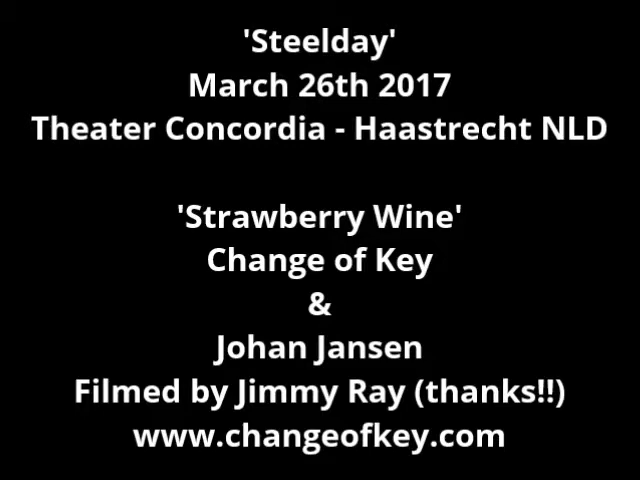 'Steelday'
March 26th 2017
Theater Concordia - Haastrecht NLD
'Strawberry Wine'
Change of Key
&
Johan Jansen
Filmed by Jimmy Ray (thanks!!)
www.changeofkey.com